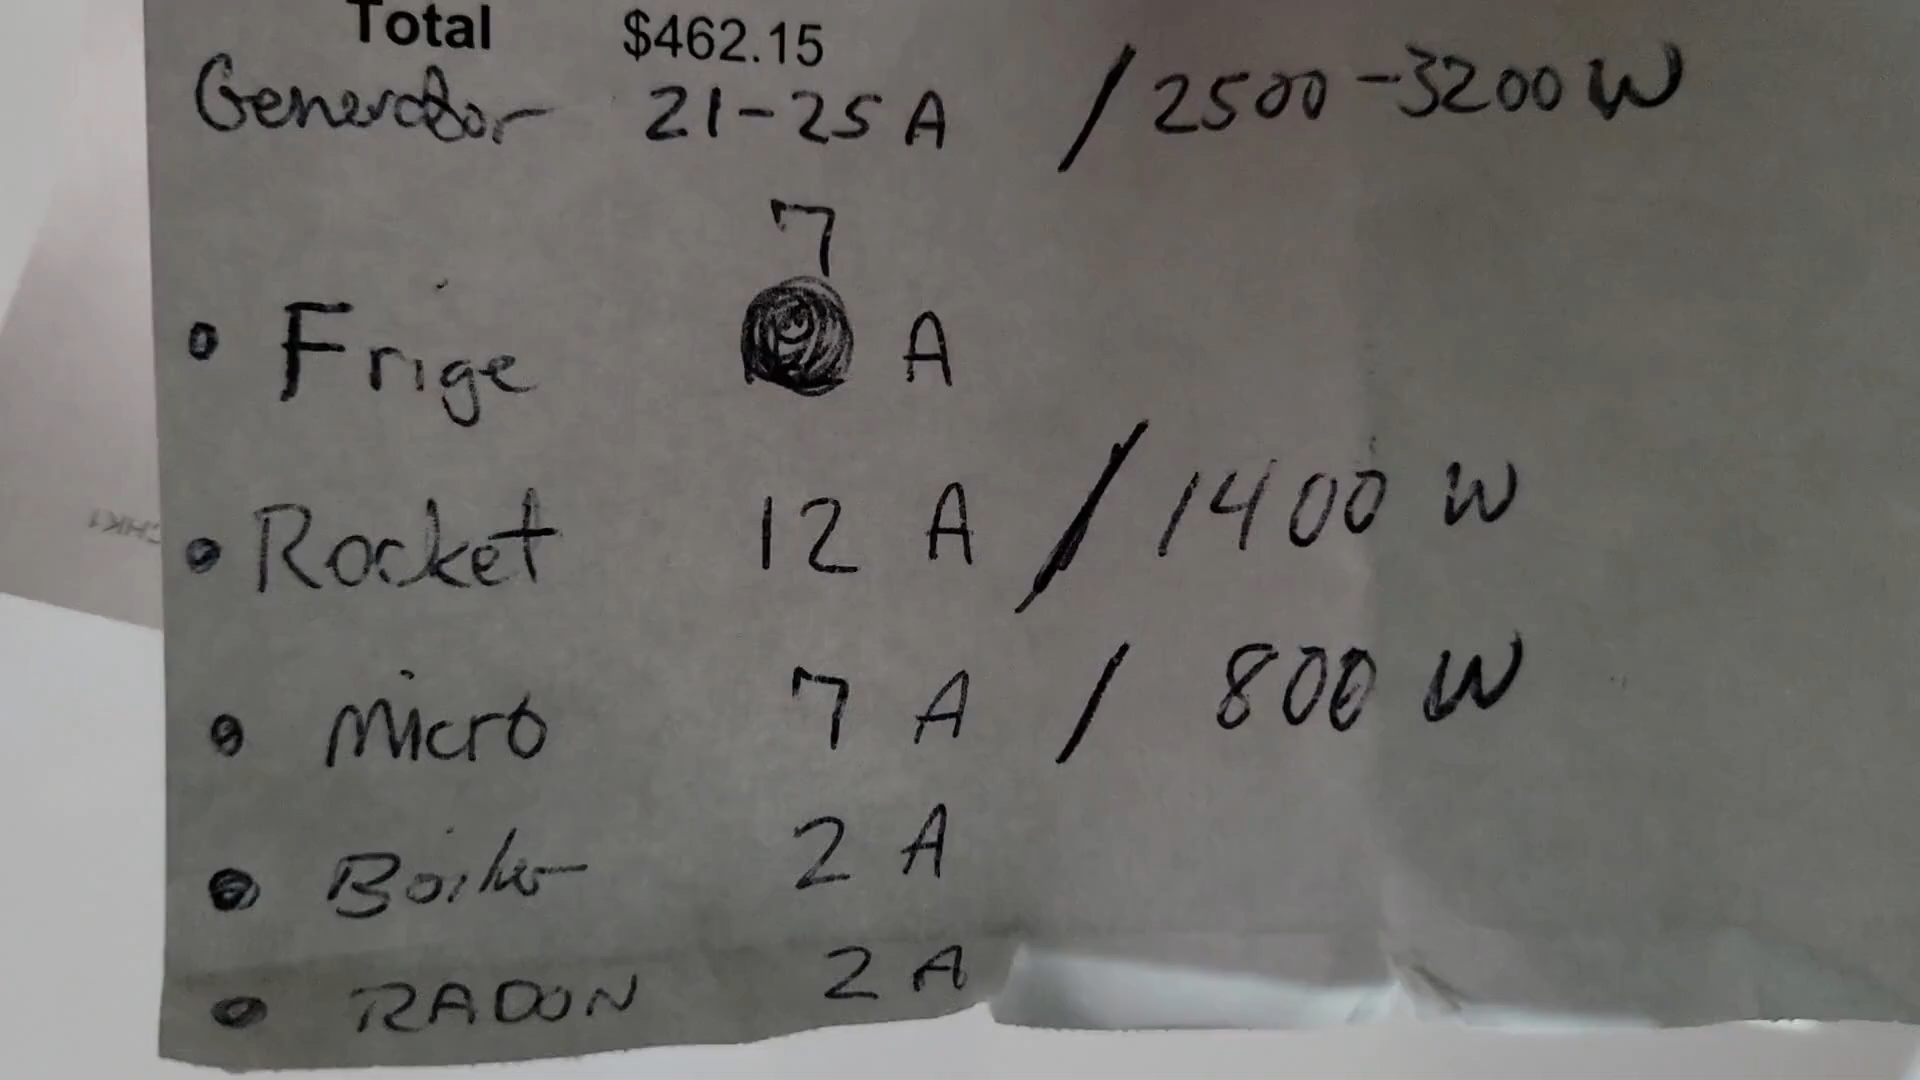 Total $462.15
Generator 21-25 A / 2500-3200 W
7
• Frige A
• Rocket 12 A / 1400 W
• Micro 7 A / 800 W
• Boiler 2 A
• RADON 2 A